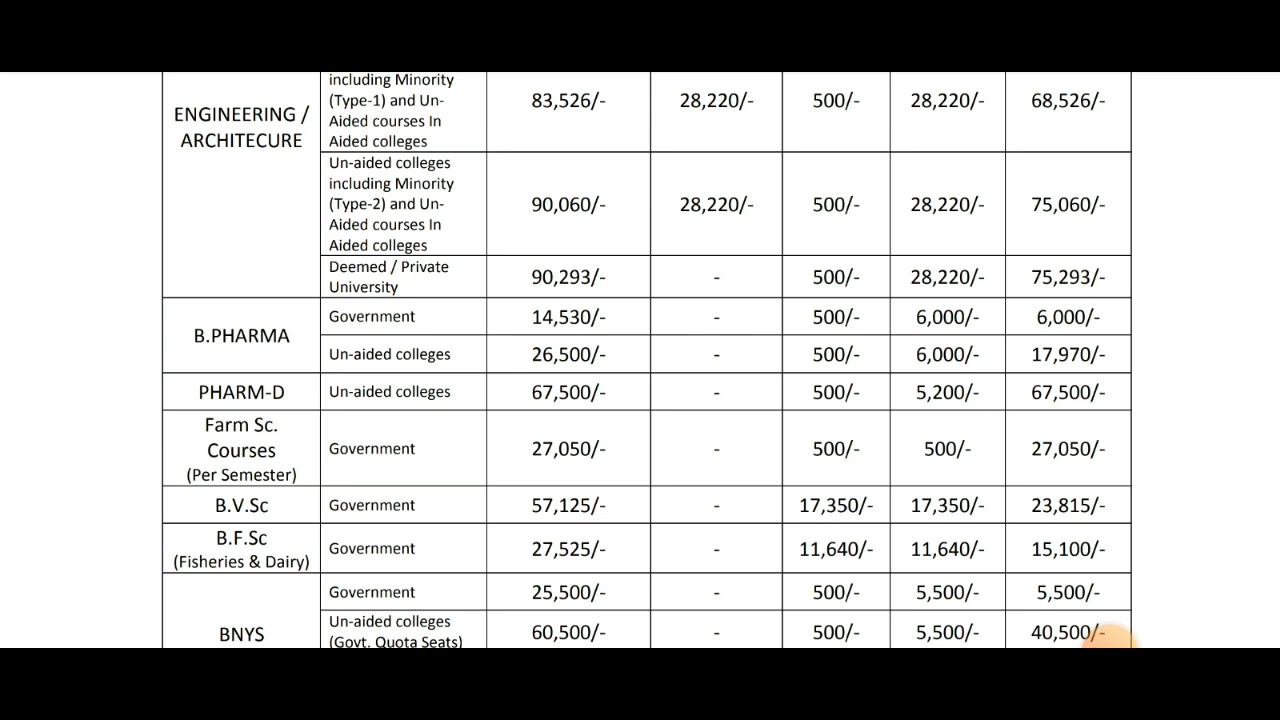 ENGINEERING /
ARCHITECURE
including Minority
(Type-1) and Un-
Aided courses In
Aided colleges
83,526/-
28,220/-
500/-
28,220/-
68,526/-
Un-aided colleges
including Minority
(Type-2) and Un-
Aided courses In
Aided colleges
90,060/-
28,220/-
500/-
28,220/-
75,060/-
Deemed / Private
University
90,293/-
-
500/-
28,220/-
75,293/-
B.PHARMA
Government
14,530/-
-
500/-
6,000/-
6,000/-
Un-aided colleges
26,500/-
-
500/-
6,000/-
17,970/-
PHARM-D
Un-aided colleges
67,500/-
-
500/-
5,200/-
67,500/-
Farm Sc.
Courses
(Per Semester)
Government
27,050/-
-
500/-
500/-
27,050/-
B.V.Sc
Government
57,125/-
-
17,350/-
17,350/-
23,815/-
B.F.Sc
(Fisheries & Dairy)
Government
27,525/-
-
11,640/-
11,640/-
15,100/-
BNYS
Government
25,500/-
-
500/-
5,500/-
5,500/-
Un-aided colleges
(Govt. Quota Seats)
60,500/-
-
500/-
5,500/-
40,500/-